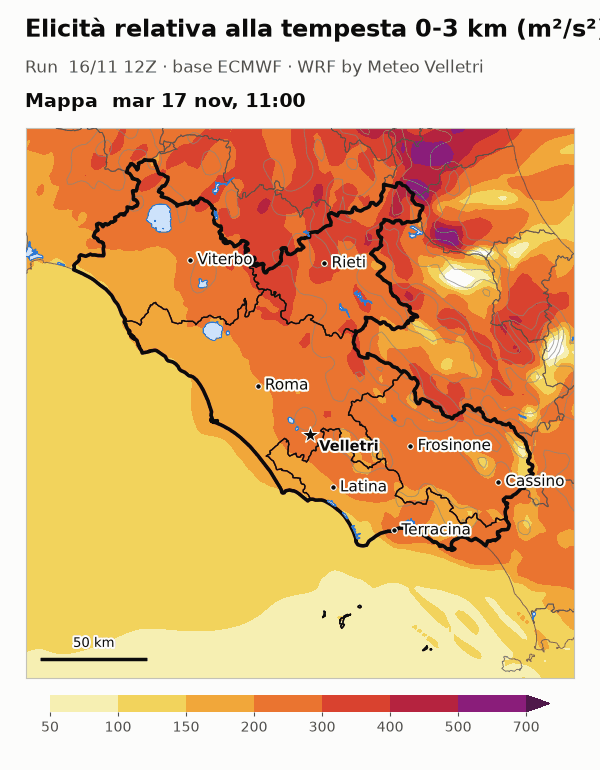 Elicità relativa alla tempesta 0-3 km (m²/s²)
Run 16/11 12Z · base ECMWF · WRF by Meteo Velletri
Mappa mar 17 nov, 11:00
Viterbo
Rieti
Roma
Velletri
Frosinone
Cassino
Latina
Terracina
50 km
50 100 150 200 300 400 500 700